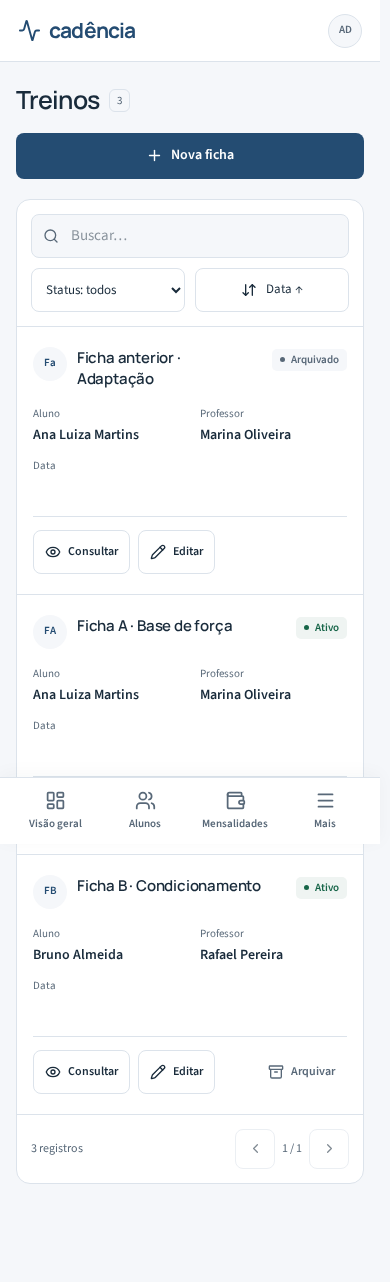 cadência
AD
Treinos 3
Nova ficha
Buscar...
Status: todos
Data ↑
Fa
Ficha anterior ·
Adaptação
Arquivado
Aluno
Professor
Ana Luiza Martins
Marina Oliveira
Data
Consultar
Editar
FA
Ficha A · Base de força
Ativo
Aluno
Professor
Ana Luiza Martins
Marina Oliveira
Data
Visão geral
Alunos
Mensalidades
Mais
FB
Ficha B · Condicionamento
Ativo
Aluno
Professor
Bruno Almeida
Rafael Pereira
Data
Consultar
Editar
Arquivar
3 registros
1 / 1